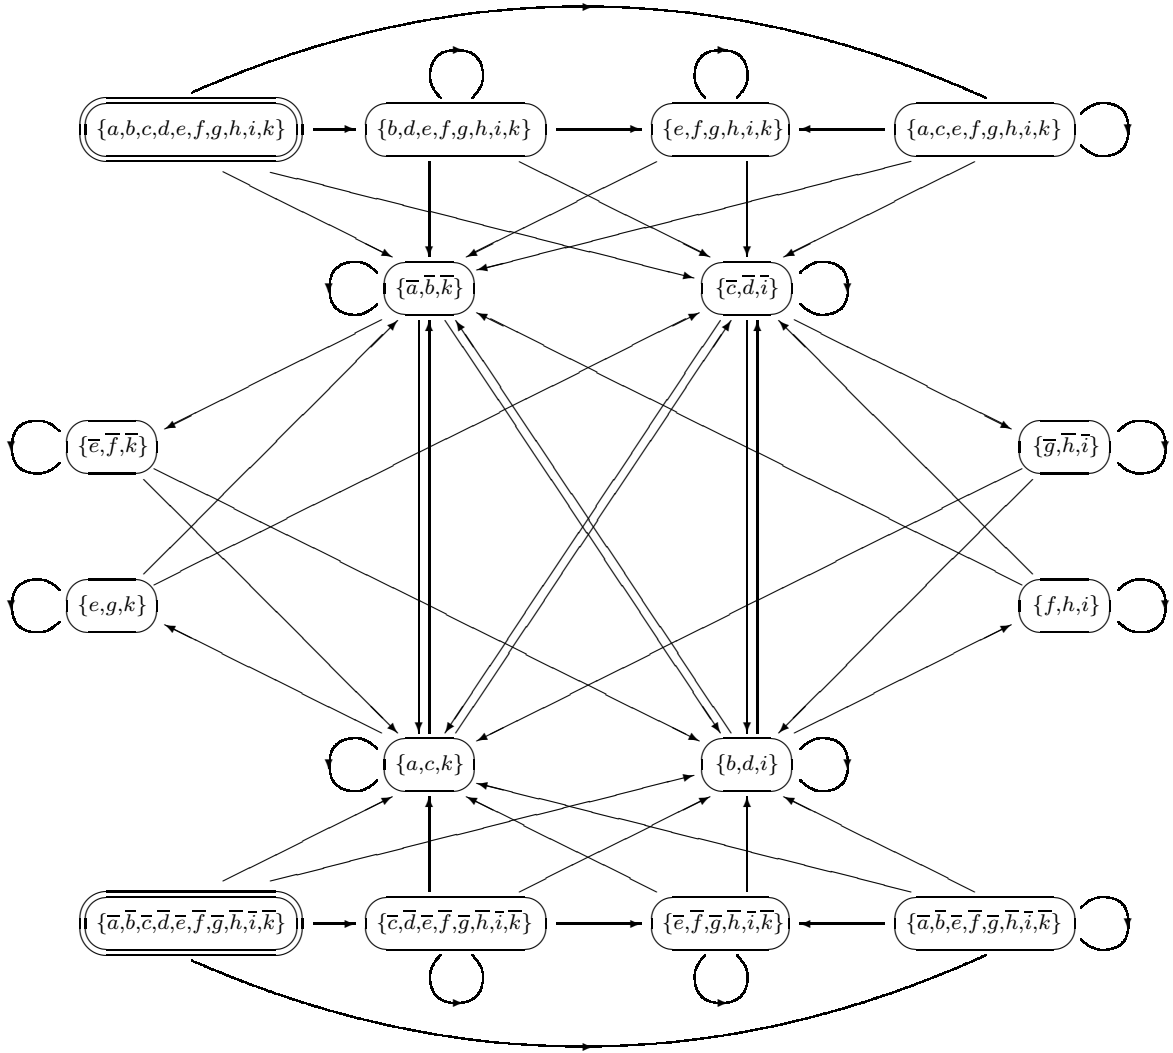 {a,b,c,d,e,f,g,h,i,k} {b,d,e,f,g,h,i,k} {e,f,g,h,i,k} {a,c,e,f,g,h,i,k}
{a̅,b̅,k̅} {c̅,d̅,i̅}
{e̅,f̅,k̅} {g̅,h̅,i̅}
{e,g,k} {f,h,i}
{a,c,k} {b,d,i}
{a̅,b̅,c̅,d̅,e̅,f̅,g̅,h̅,i̅,k̅} {c̅,d̅,e̅,f̅,g̅,h̅,i̅,k̅} {e̅,f̅,g̅,h̅,i̅,k̅} {a̅,b̅,e̅,f̅,g̅,h̅,i̅,k̅}